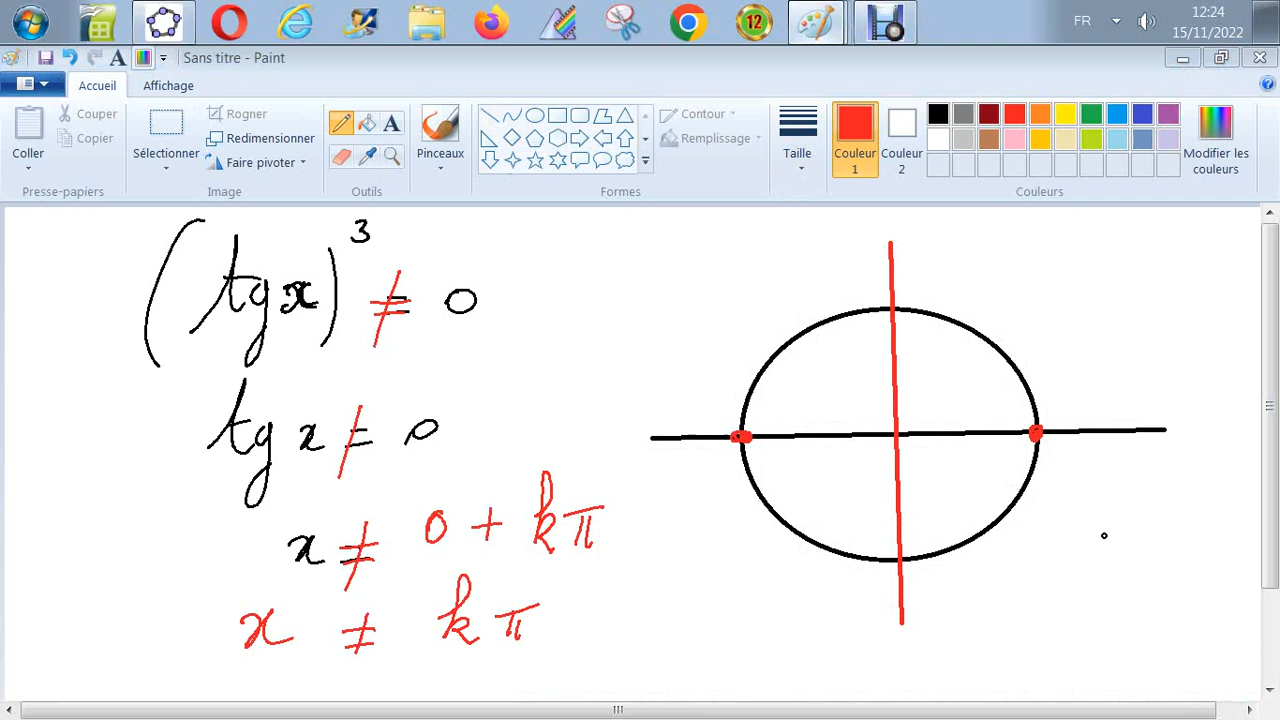 FR
12:24
15/11/2022
12
Sans titre - Paint
Accueil Affichage
Coller
Couper
Copier
Presse-papiers
Sélectionner
Rogner
Redimensionner
Faire pivoter
Image
Outils
Pinceaux
Contour
Remplissage
Formes
Taille
Couleur 1
Couleur 2
Modifier les couleurs
Couleurs
(tg x)³ ≠ 0
tg x ≠ 0
x ≠ 0 + kπ
x ≠ kπ